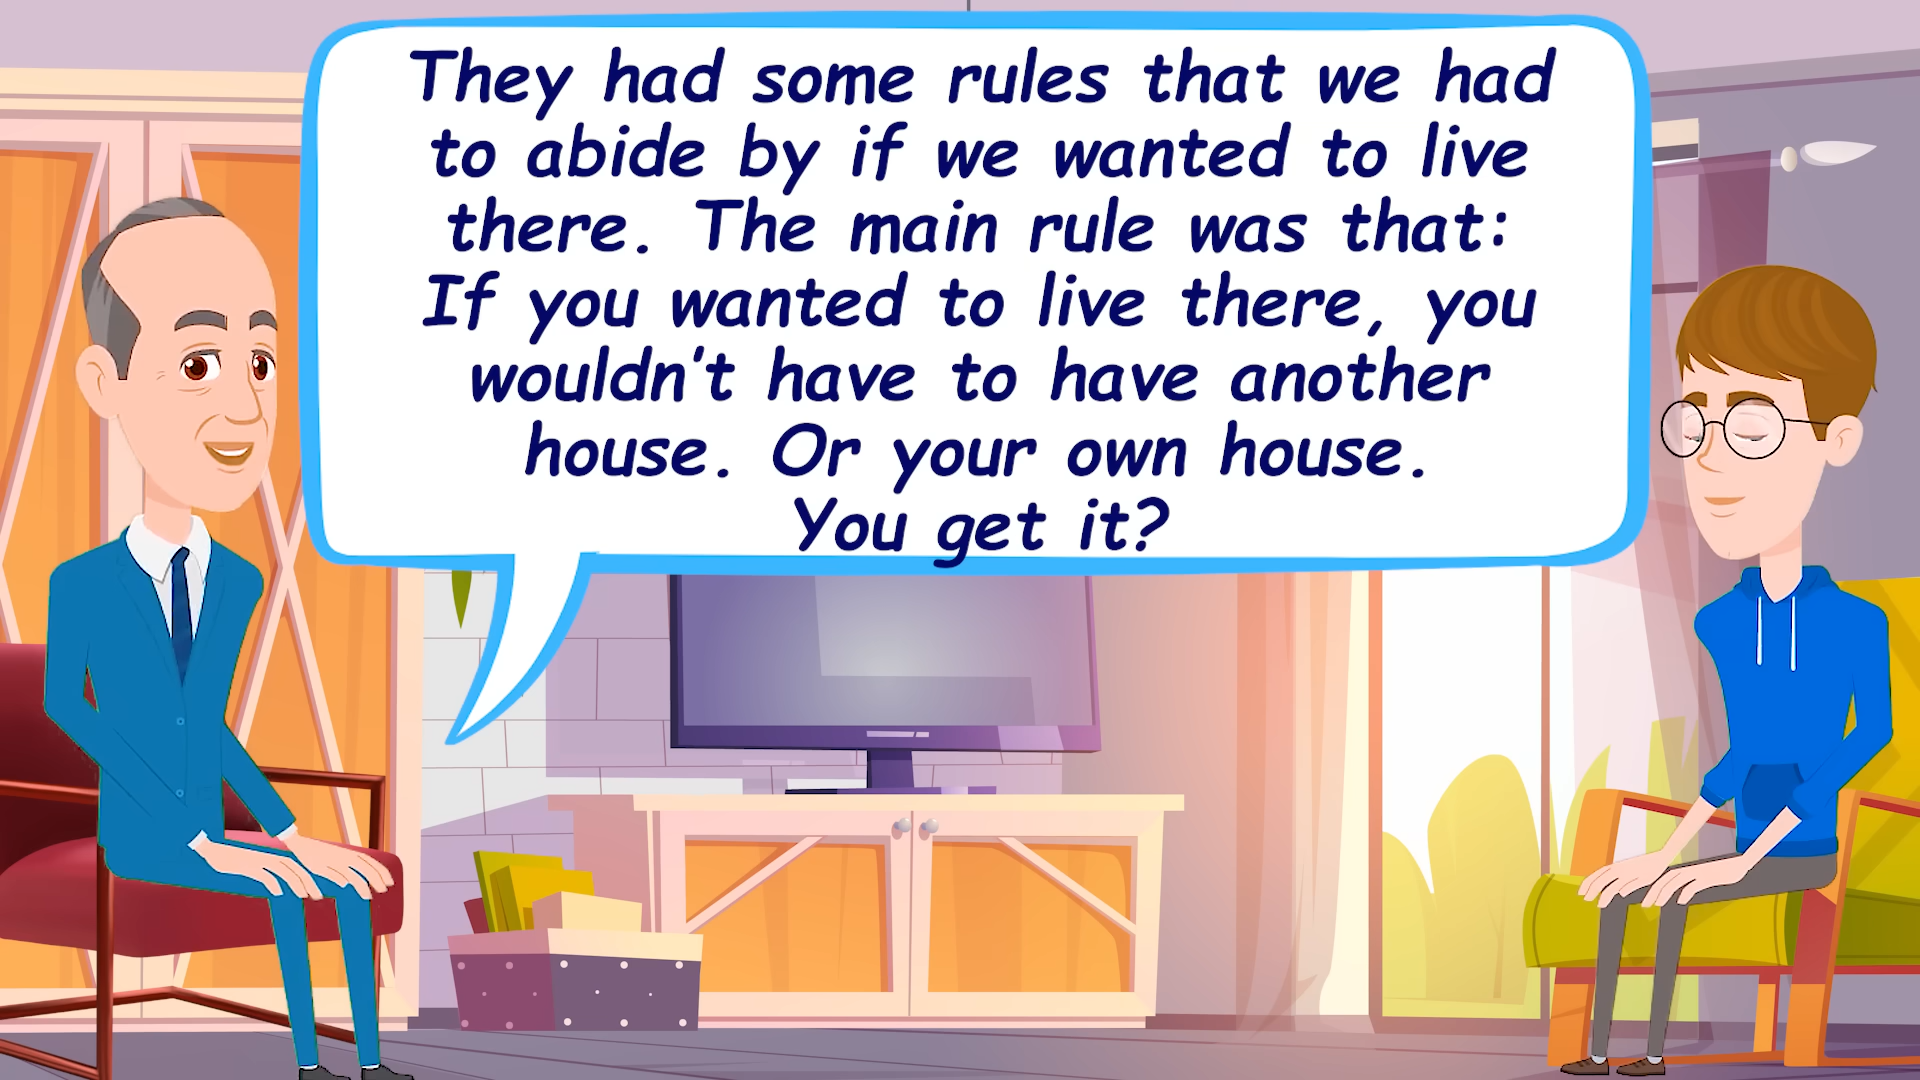 They had some rules that we had
to abide by if we wanted to live
there. The main rule was that:
If you wanted to live there, you
wouldn't have to have another
house. Or your own house.
You get it?